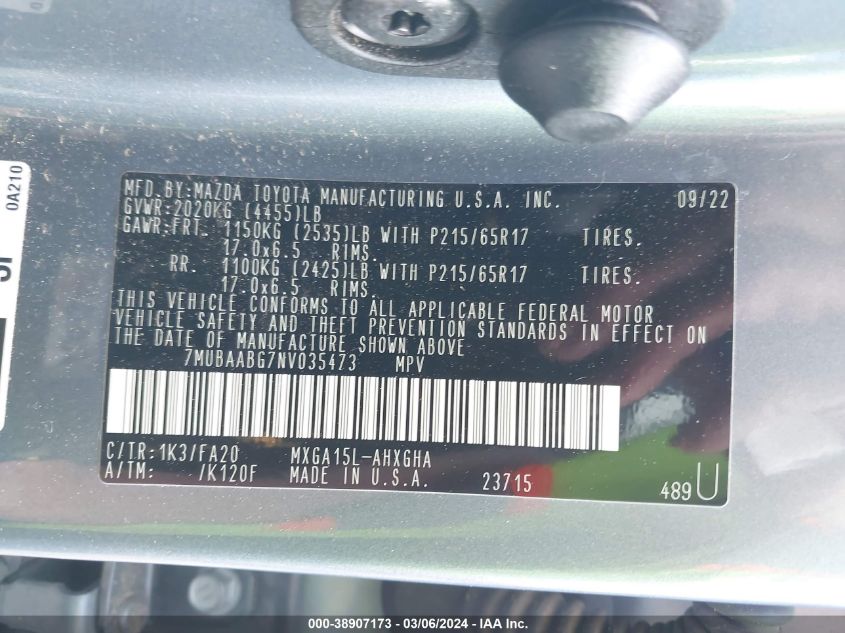 0A210
MFD.BY:MAZDA TOYOTA MANUFACTURING U.S.A. INC. 09/22
GVWR:2020KG (4455)LB
GAWR:FRT. 1150KG (2535)LB WITH P215/65R17 TIRES.
17.0x6.5 RIMS.
RR. 1100KG (2425)LB WITH P215/65R17 TIRES.
17.0x6.5 RIMS.
THIS VEHICLE CONFORMS TO ALL APPLICABLE FEDERAL MOTOR
VEHICLE SAFETY AND THEFT PREVENTION STANDARDS IN EFFECT ON
THE DATE OF MANUFACTURE SHOWN ABOVE
7MUBAABG7NV035473 MPV
C/TR:1K3/FA20 MXGA15L-AHXGHA
A/TM: /K120F MADE IN U.S.A. 23715 489 U
000-38907173 - 03/06/2024 - IAA Inc.